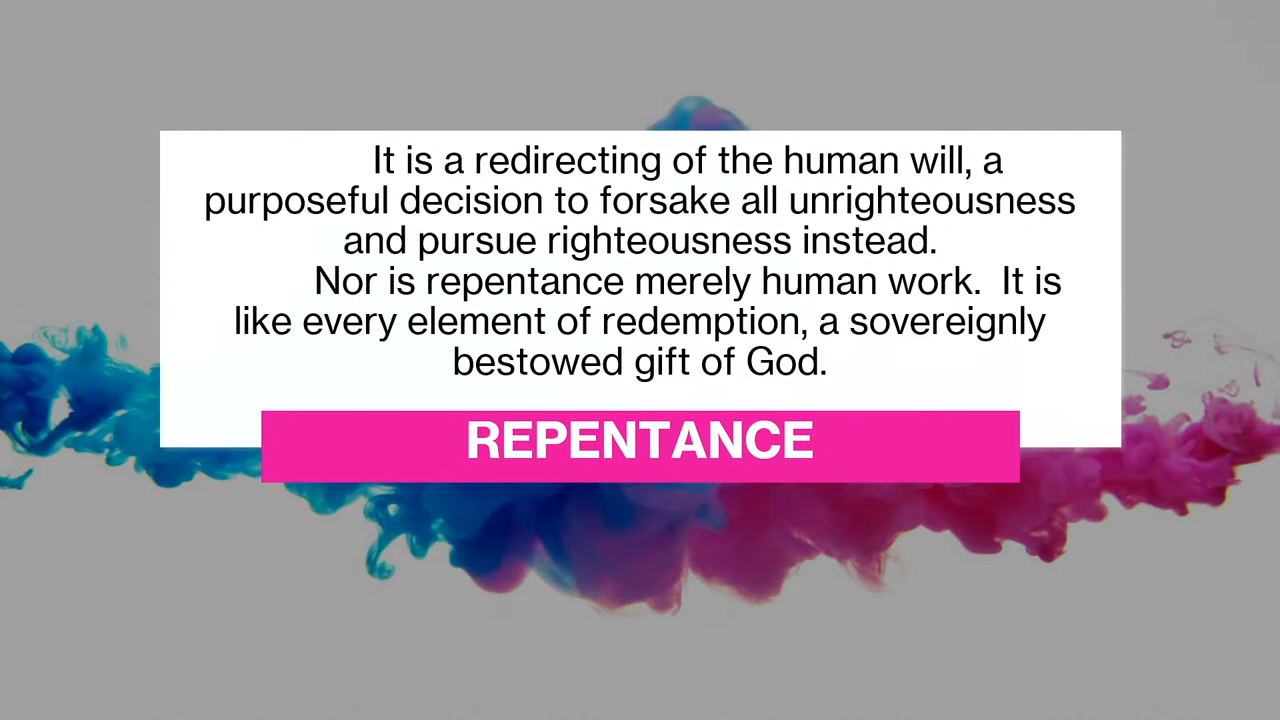 It is a redirecting of the human will, a
purposeful decision to forsake all unrighteousness
and pursue righteousness instead.
Nor is repentance merely human work.  It is
like every element of redemption, a sovereignly
bestowed gift of God.
REPENTANCE